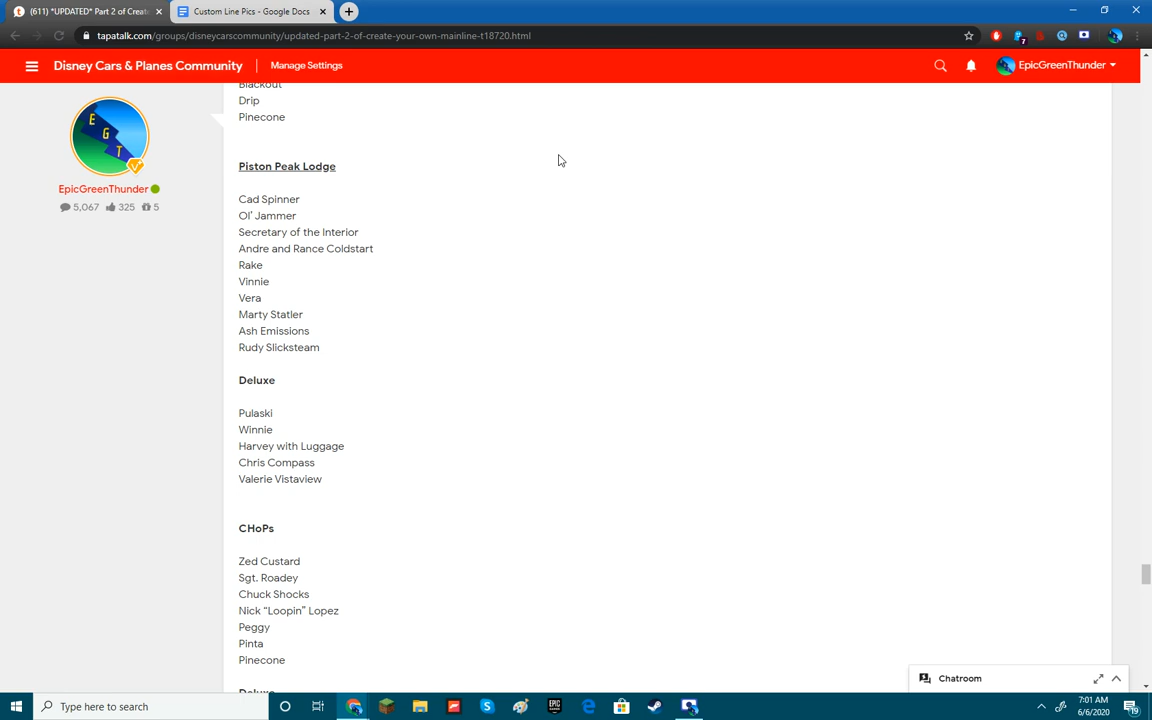 (611) *UPDATED* Part 2 of Create
Custom Line Pics - Google Docs
tapatalk.com/groups/disneycarscommunity/updated-part-2-of-create-your-own-mainline-t18720.html
7
Disney Cars & Planes Community
Manage Settings
EpicGreenThunder
Blackout
Drip
Pinecone
E
G
T
EpicGreenThunder
5,067 325 5
Piston Peak Lodge
Cad Spinner
Ol' Jammer
Secretary of the Interior
Andre and Rance Coldstart
Rake
Vinnie
Vera
Marty Statler
Ash Emissions
Rudy Slicksteam
Deluxe
Pulaski
Winnie
Harvey with Luggage
Chris Compass
Valerie Vistaview
CHoPs
Zed Custard
Sgt. Roadey
Chuck Shocks
Nick “Loopin” Lopez
Peggy
Pinta
Pinecone
Deluxe
Chatroom
Type here to search
EPIC
7:01 AM
6/6/2020
19